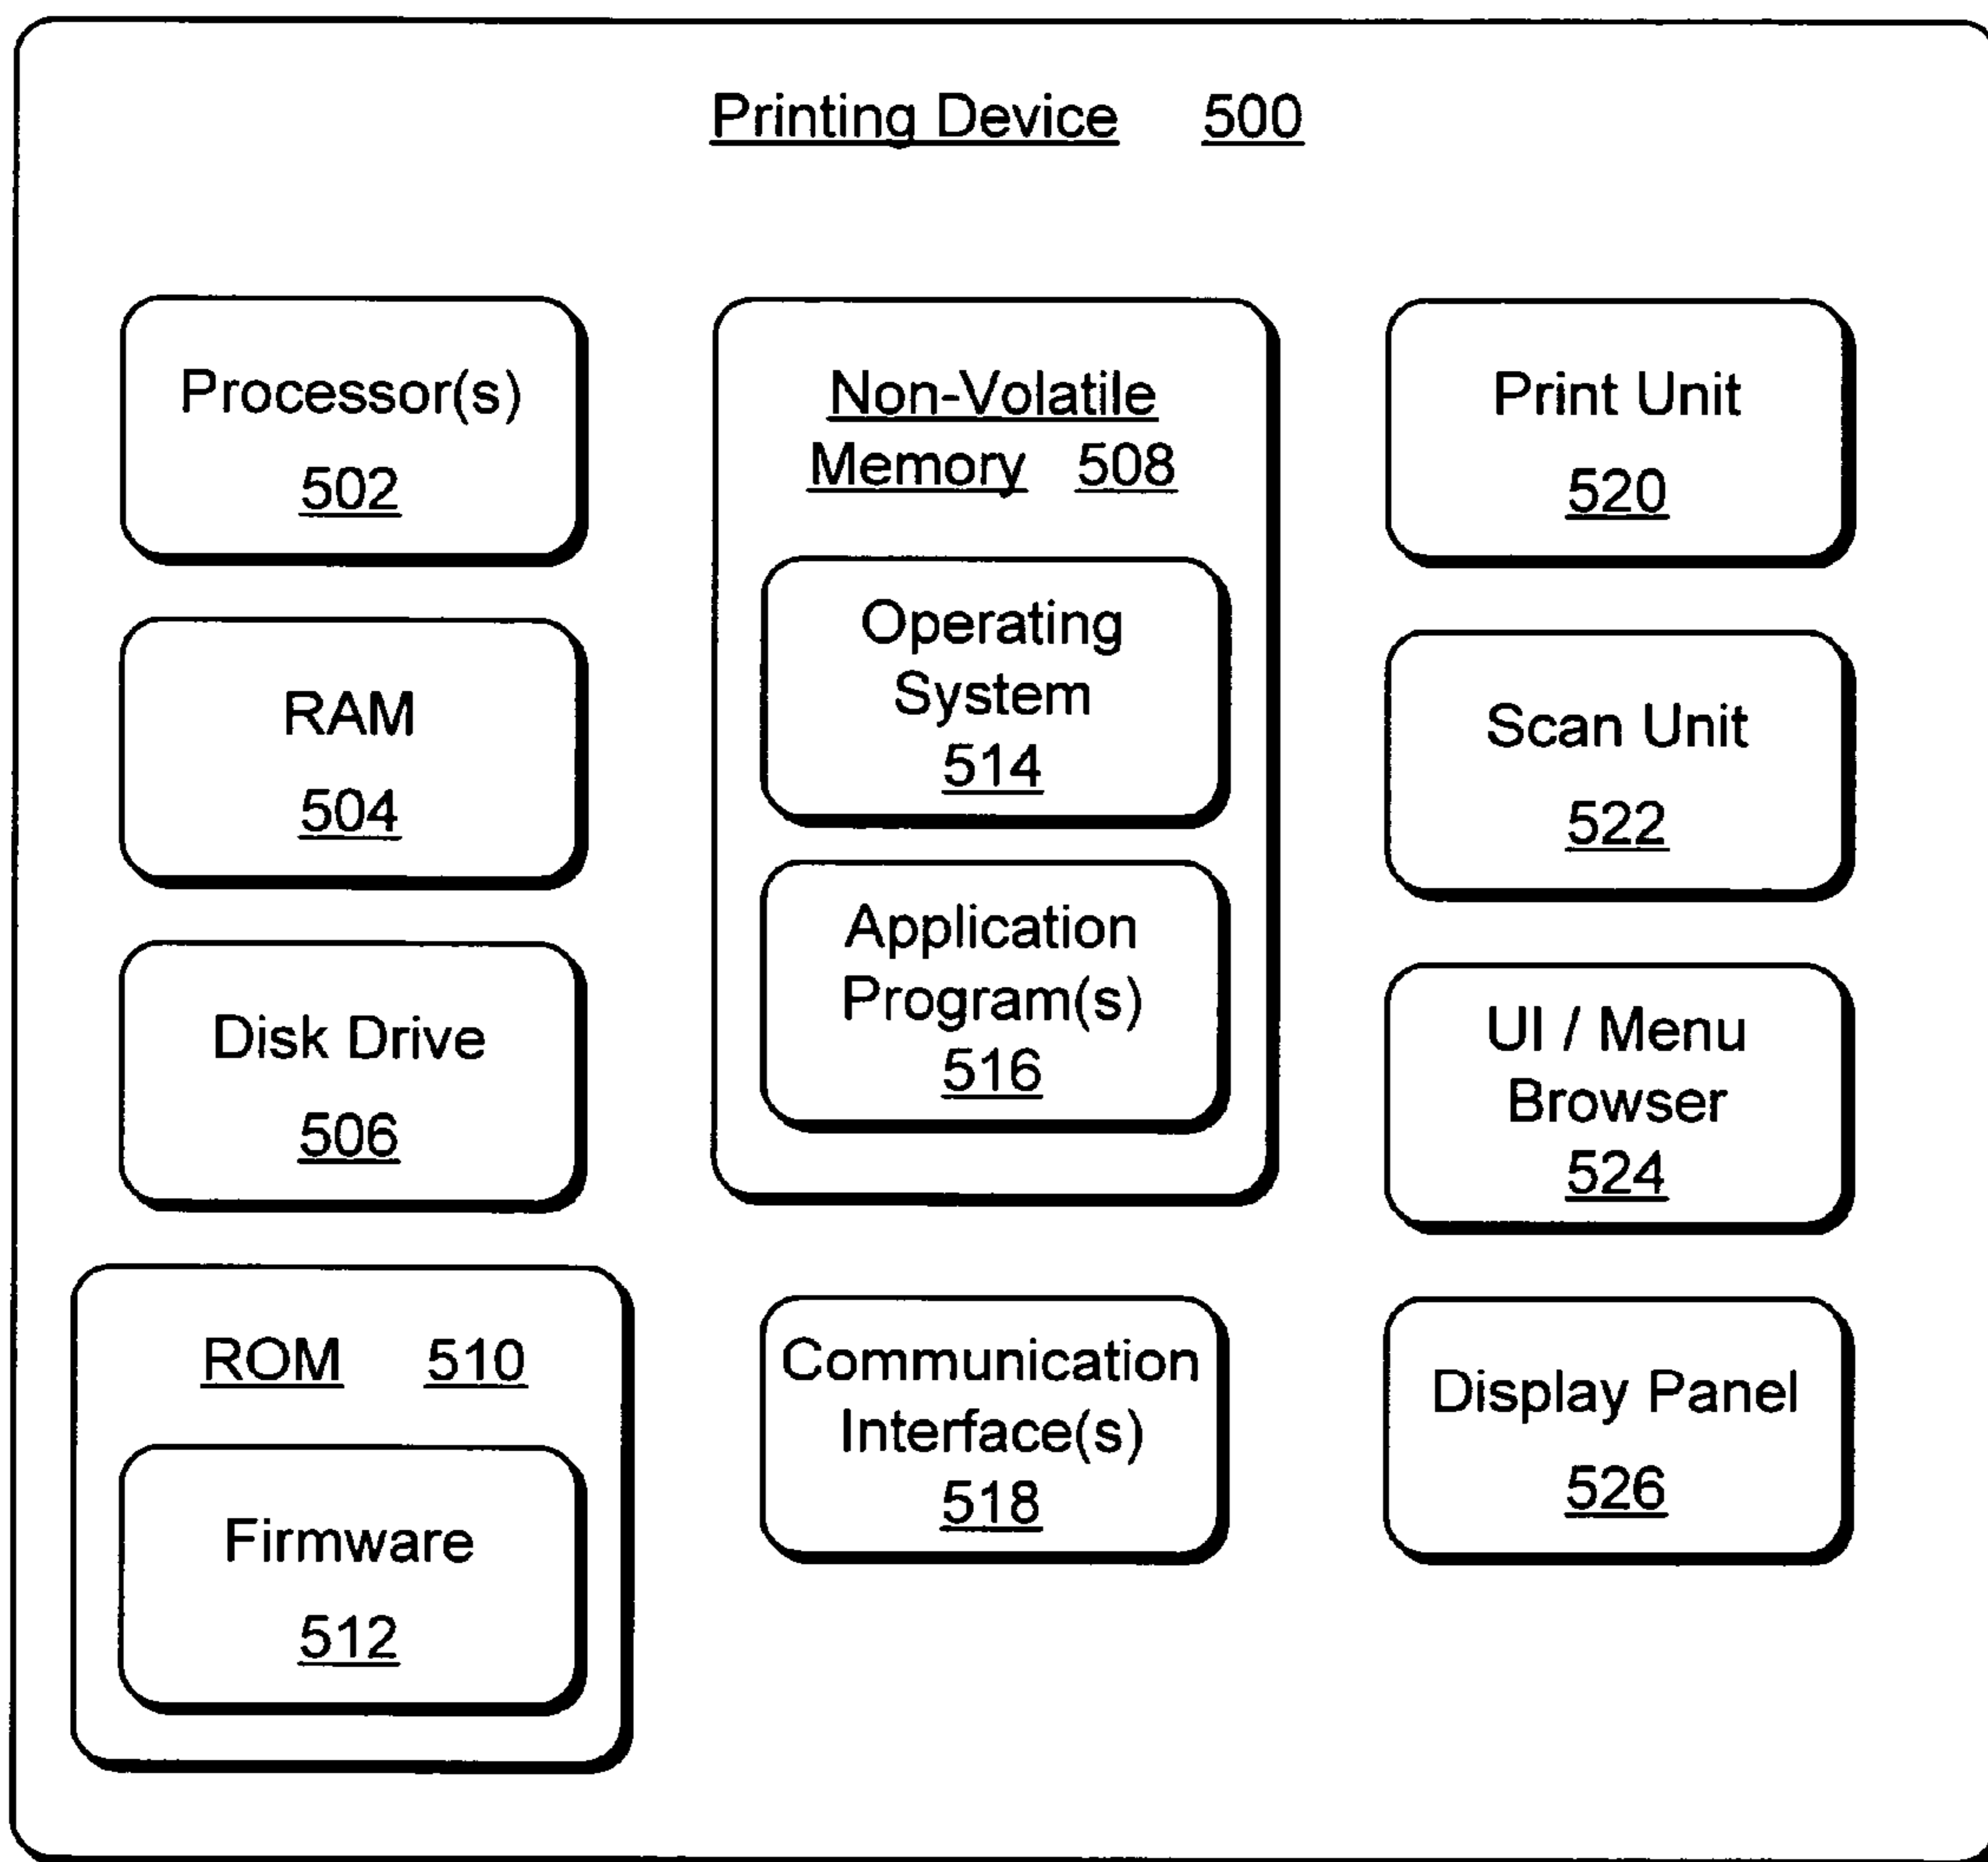 Printing Device 500
Processor(s)
502
RAM
504
Disk Drive
506
ROM 510
Firmware
512
Non-Volatile
Memory 508
Operating
System
514
Application
Program(s)
516
Communication
Interface(s)
518
Print Unit
520
Scan Unit
522
UI / Menu
Browser
524
Display Panel
526